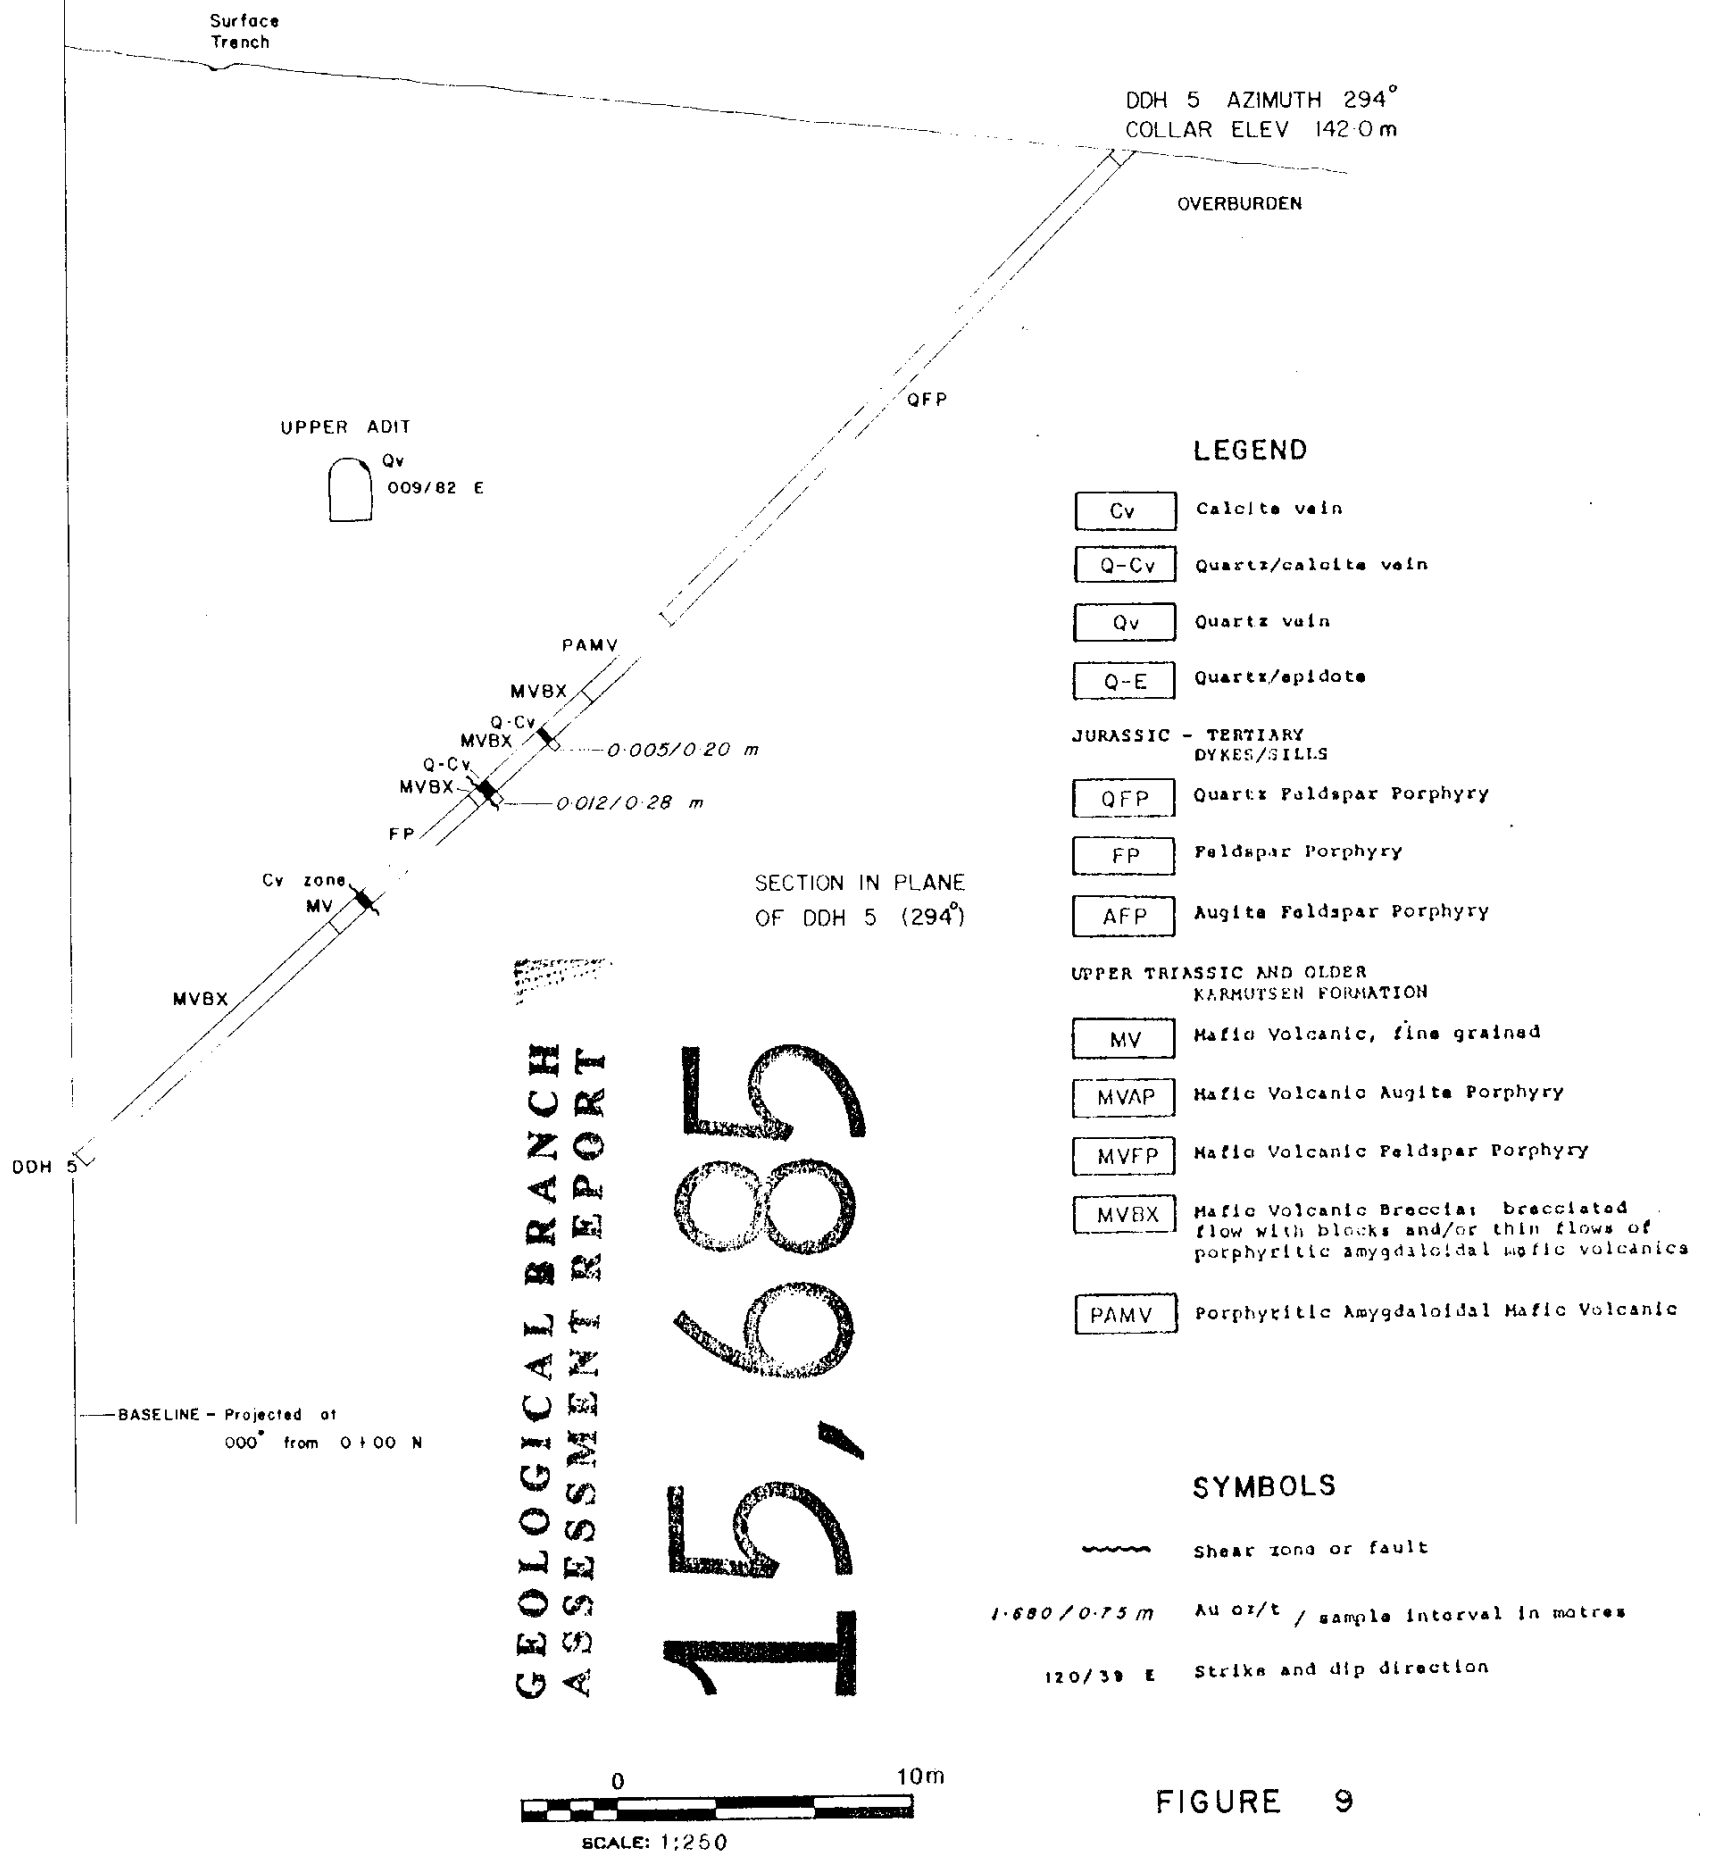 Surface
Trench
DDH 5 AZIMUTH 294°
COLLAR ELEV 142·0 m
OVERBURDEN
QFP
UPPER ADIT
Qv
009/82 E
PAMV
MVBX
Q-Cv
MVBX
0·005/0·20 m
Q-Cv
MVBX
0·012/0·28 m
FP
Cv zone
MV
MVBX
DDH 5
SECTION IN PLANE
OF DDH 5 (294°)
BASELINE - Projected at
000° from 0+00 N
GEOLOGICAL BRANCH
ASSESSMENT REPORT
15,685
LEGEND
Cv Calcite vein
Q-Cv Quartz/calcite vein
Qv Quartz vein
Q-E Quartz/epidote
JURASSIC - TERTIARY
DYKES/SILLS
QFP Quartz Feldspar Porphyry
FP Feldspar Porphyry
AFP Augite Feldspar Porphyry
UPPER TRIASSIC AND OLDER
KARMUTSEN FORMATION
MV Mafic Volcanic, fine grained
MVAP Mafic Volcanic Augite Porphyry
MVFP Mafic Volcanic Feldspar Porphyry
MVBX Mafic Volcanic Breccia: brecciated
flow with blocks and/or thin flows of
porphyritic amygdaloidal mafic volcanics
PAMV Porphyritic Amygdaloidal Mafic Volcanic
SYMBOLS
Shear zone or fault
1·680/0·75 m Au oz/t / sample interval in metres
120/39 E Strike and dip direction
0 10m
SCALE: 1:250
FIGURE 9